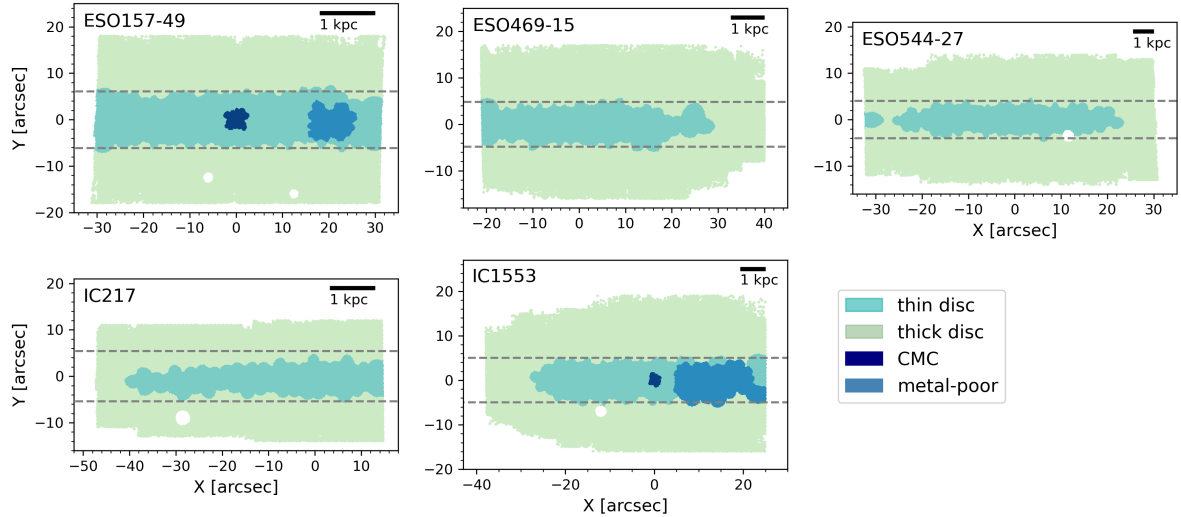 ESO157-49
1 kpc
20
10
0
−10
−20
Y [arcsec]
−30 −20 −10 0 10 20 30
ESO469-15
1 kpc
20
10
0
−10
−20 −10 0 10 20 30 40
ESO544-27
1 kpc
20
10
0
−10
−30 −20 −10 0 10 20 30
X [arcsec]
IC217
1 kpc
20
10
0
−10
Y [arcsec]
−50 −40 −30 −20 −10 0 10
X [arcsec]
IC1553
1 kpc
20
10
0
−10
−20
−40 −20 0 20
X [arcsec]
thin disc
thick disc
CMC
metal-poor